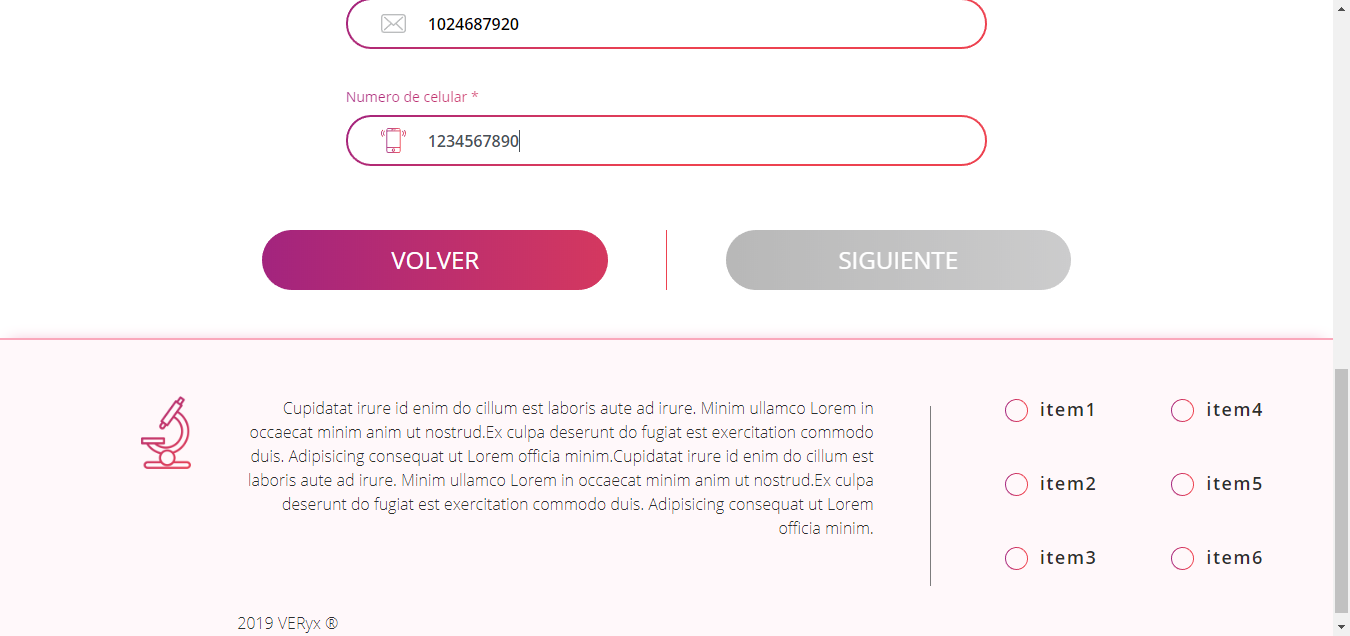 1024687920
Numero de celular *
1234567890
VOLVER
SIGUIENTE
Cupidatat irure id enim do cillum est laboris aute ad irure. Minim ullamco Lorem in
occaecat minim anim ut nostrud.Ex culpa deserunt do fugiat est exercitation commodo
duis. Adipisicing consequat ut Lorem officia minim.Cupidatat irure id enim do cillum est
laboris aute ad irure. Minim ullamco Lorem in occaecat minim anim ut nostrud.Ex culpa
deserunt do fugiat est exercitation commodo duis. Adipisicing consequat ut Lorem
officia minim.
item1
item4
item2
item5
item3
item6
2019 VERyx ®